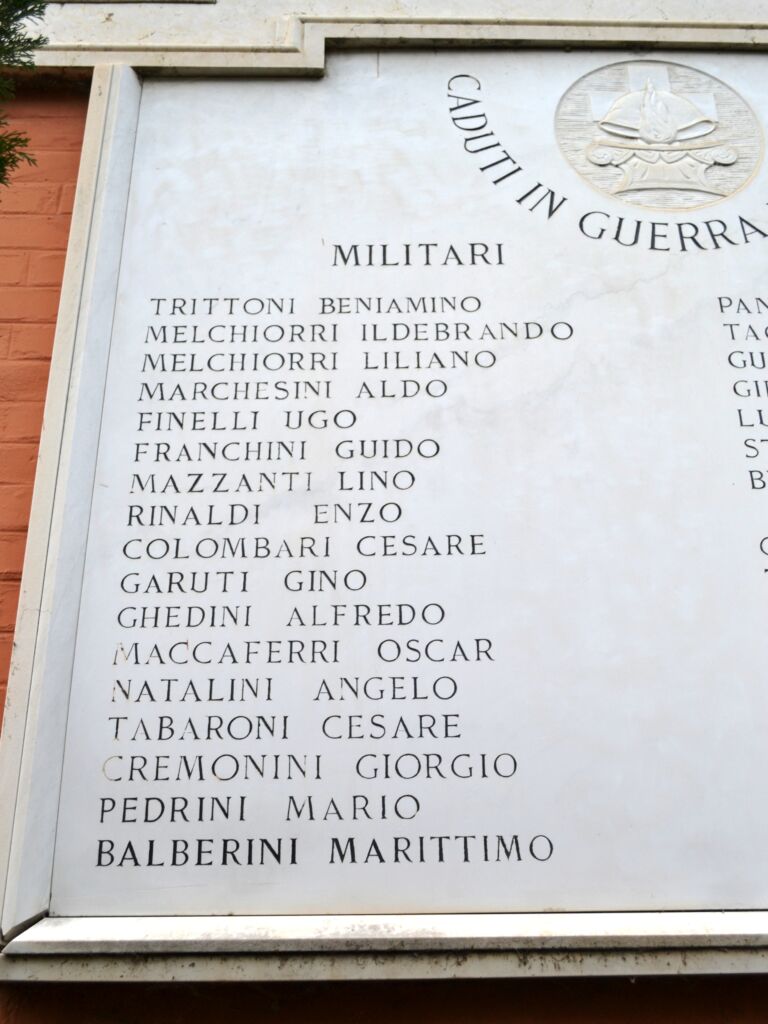 CADUTI IN GUERRA
MILITARI
TRITTONI BENIAMINO
MELCHIORRI ILDEBRANDO
MELCHIORRI LILIANO
MARCHESINI ALDO
FINELLI UGO
FRANCHINI GUIDO
MAZZANTI LINO
RINALDI ENZO
COLOMBARI CESARE
GARUTI GINO
GHEDINI ALFREDO
MACCAFERRI OSCAR
NATALINI ANGELO
TABARONI CESARE
CREMONINI GIORGIO
PEDRINI MARIO
BALBERINI MARITTIMO